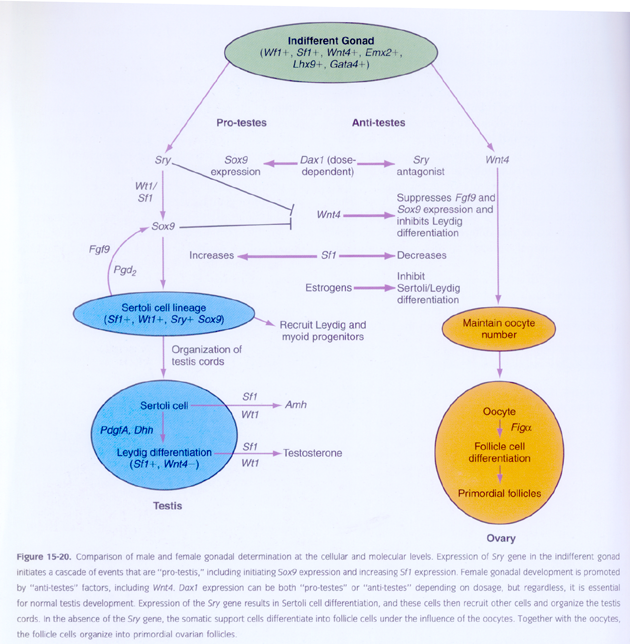 Indifferent Gonad
(Wf1+, Sf1+, Wnt4+, Emx2+,
Lhx9+, Gata4+)
Pro-testes
Anti-testes
Sry
Sox9
expression
Dax1 (dose-
dependent)
Sry
antagonist
Wnt4
Wt1/
Sf1
Wnt4
Suppresses Fgf9 and
Sox9 expression and
inhibits Leydig
differentiation
Sox9
Fgf9
Pgd2
Increases
Sf1
Decreases
Estrogens
Inhibit
Sertoli/Leydig
differentiation
Sertoli cell lineage
(Sf1+, Wt1+, Sry+ Sox9)
Recruit Leydig and
myoid progenitors
Maintain oocyte
number
Organization of
testis cords
Sertoli cell
Sf1
Wt1
Amh
PdgfA, Dhh
Leydig differentiation
(Sf1+, Wnt4–)
Sf1
Wt1
Testosterone
Testis
Oocyte
Figα
Follicle cell
differentiation
Primordial follicles
Ovary
Figure 15-20. Comparison of male and female gonadal determination at the cellular and molecular levels. Expression of Sry gene in the indifferent gonad
initiates a cascade of events that are "pro-testis," including initiating Sox9 expression and increasing Sf1 expression. Female gonadal development is promoted
by "anti-testes" factors, including Wnt4. Dax1 expression can be both "pro-testes" or "anti-testes" depending on dosage, but regardless, it is essential
for normal testis development. Expression of the Sry gene results in Sertoli cell differentiation, and these cells then recruit other cells and organize the testis
cords. In the absence of the Sry gene, the somatic support cells differentiate into follicle cells under the influence of the oocytes. Together with the oocytes,
the follicle cells organize into primordial ovarian follicles.